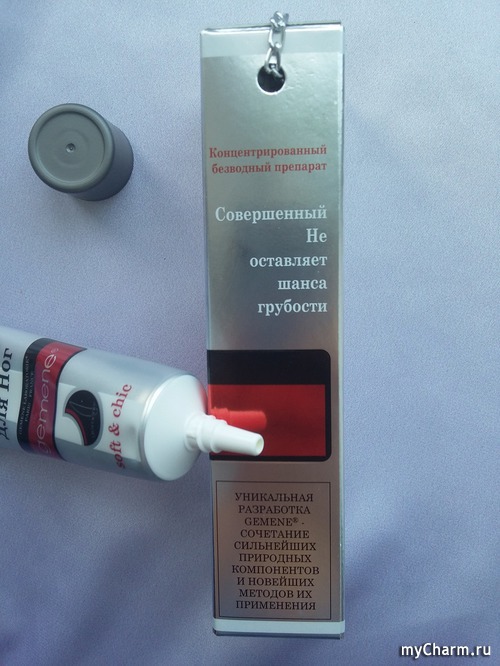 Концентрированный
безводный препарат
Совершенный
Не
оставляет
шанса
грубости
для Ног
Gemene®
soft & chic
УНИКАЛЬНАЯ
РАЗРАБОТКА
GEMENE® -
СОЧЕТАНИЕ
СИЛЬНЕЙШИХ
ПРИРОДНЫХ
КОМПОНЕНТОВ
И НОВЕЙШИХ
МЕТОДОВ ИХ
ПРИМЕНЕНИЯ
myCharm.ru